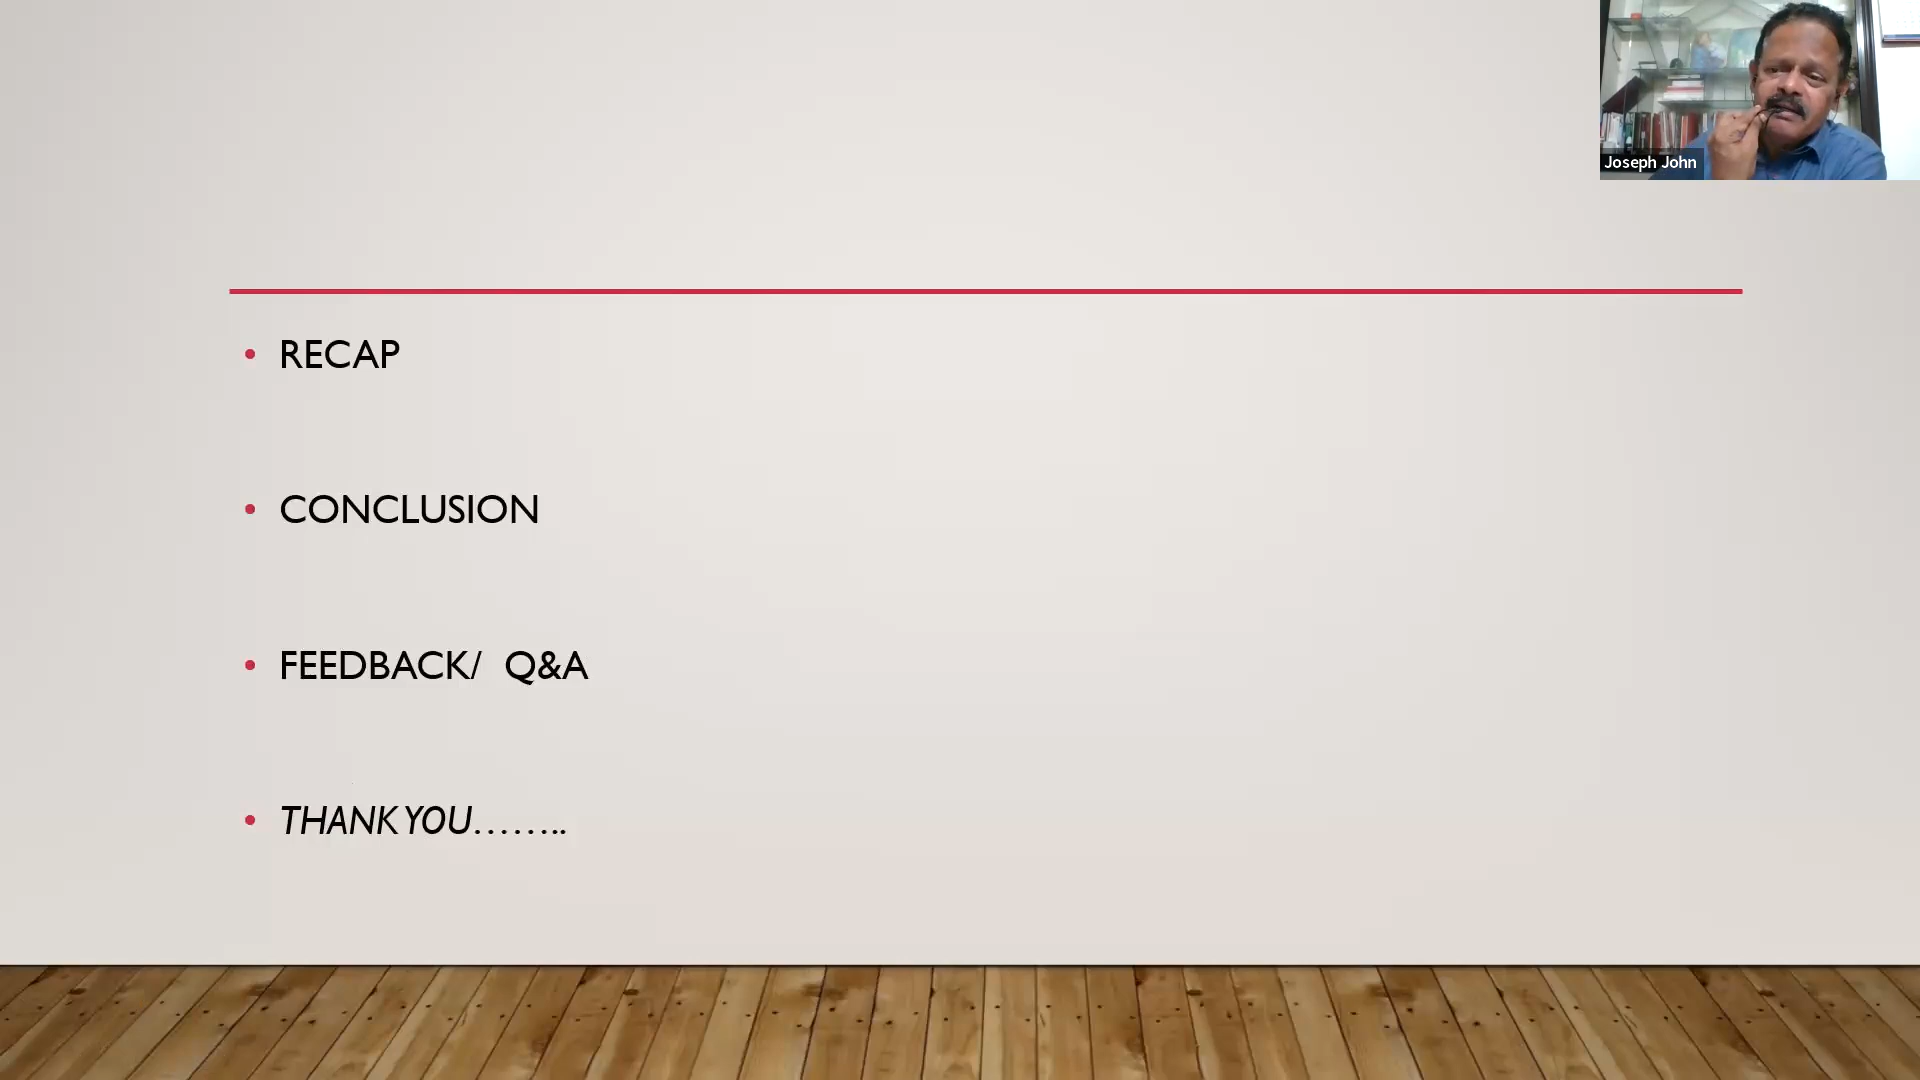 Joseph John
• RECAP
• CONCLUSION
• FEEDBACK/ Q&A
• THANK YOU……..